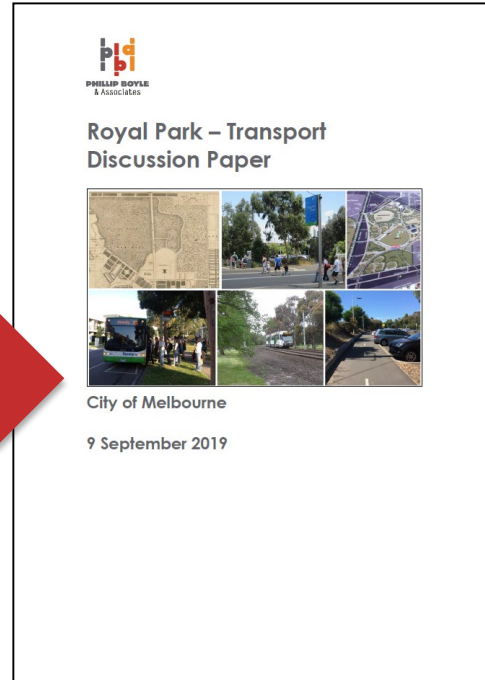 PHILLIP BOYLE
& Associates
Royal Park – Transport
Discussion Paper
City of Melbourne
9 September 2019